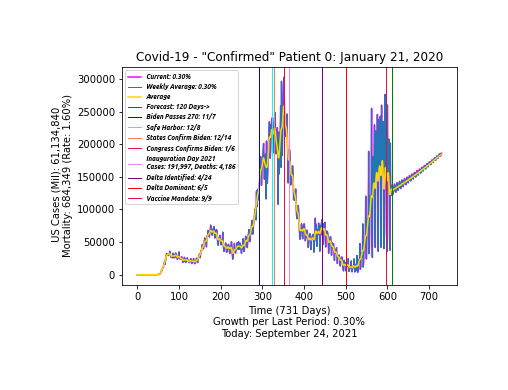 Covid-19 - "Confirmed" Patient 0: January 21, 2020
US Cases (Mil): 61,134,840
Mortality: 684,349 (Rate: 1.60%)
300000
250000
200000
150000
100000
50000
0
Current: 0.30%
Weekly Average: 0.30%
Average
Forecast: 120 Days->
Biden Passes 270: 11/7
Safe Harbor: 12/8
States Confirm Biden: 12/14
Congress Confirms Biden: 1/6
Inauguration Day 2021
Cases: 191,997, Deaths: 4,186
Delta Identified: 4/24
Delta Dominant: 6/5
Vaccine Mandate: 9/9
0 100 200 300 400 500 600 700
Time (731 Days)
Growth per Last Period: 0.30%
Today: September 24, 2021